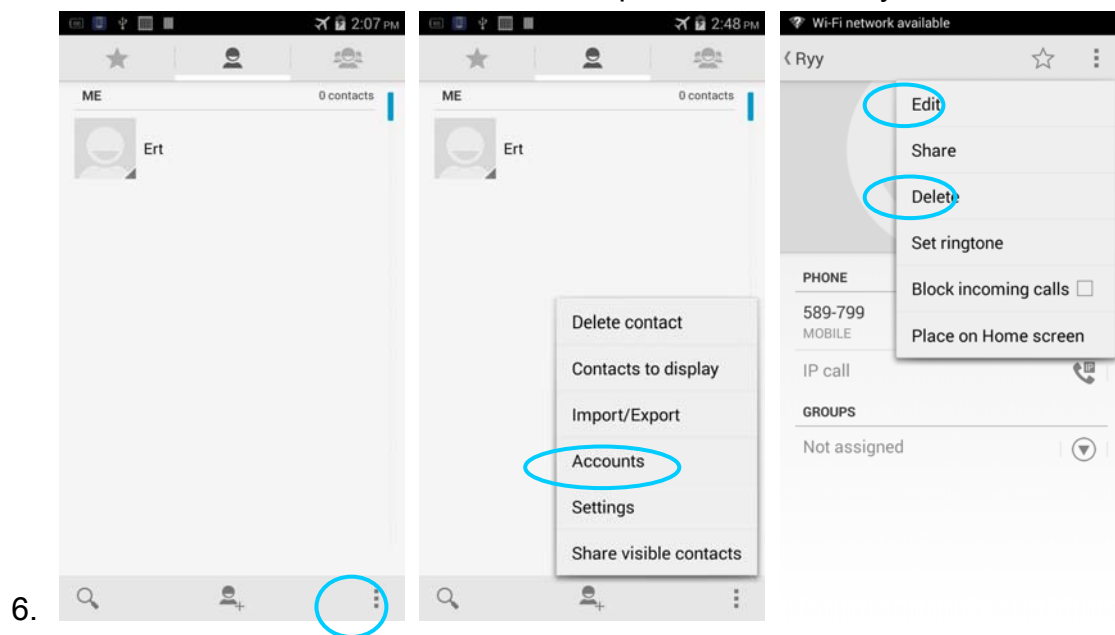 2:07 PM
ME 0 contacts
Ert
2:48 PM
ME 0 contacts
Ert
Delete contact
Contacts to display
Import/Export
Accounts
Settings
Share visible contacts
Wi-Fi network available
Ryy
Edit
Share
Delete
Set ringtone
Block incoming calls
Place on Home screen
PHONE
589-799
MOBILE
IP call
GROUPS
Not assigned
6.